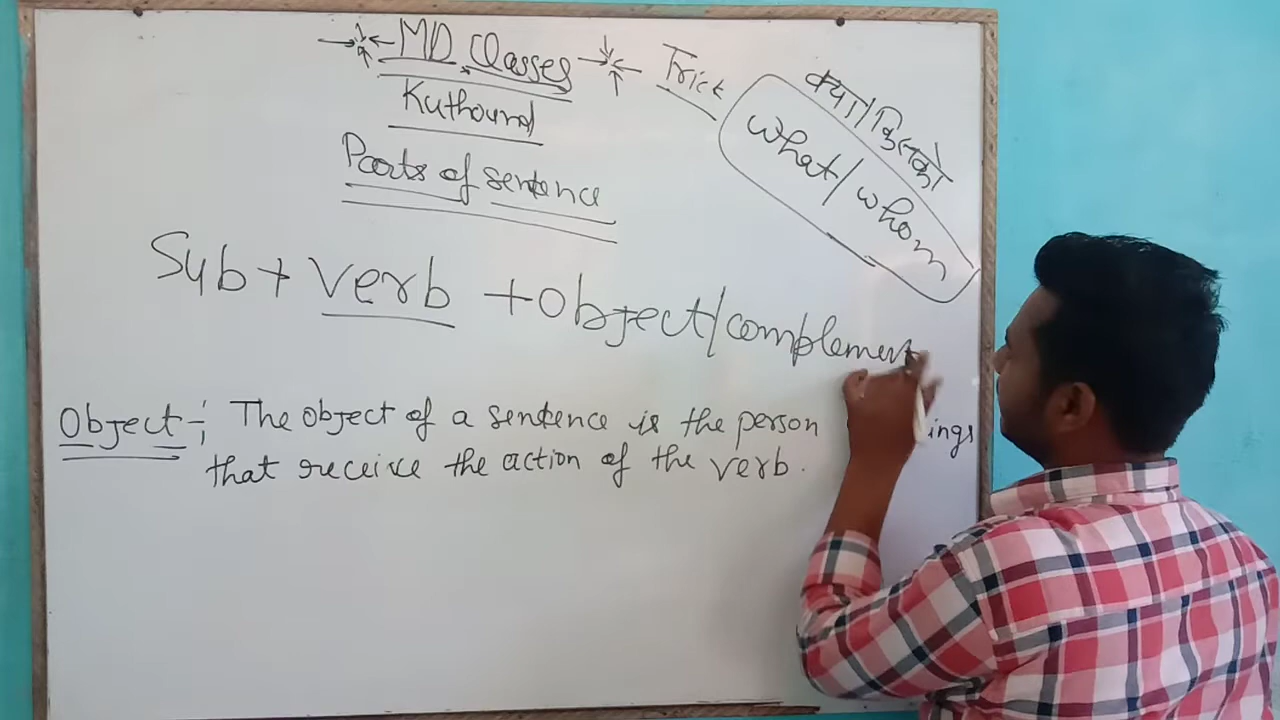 MD Classes
Kuthound
Trick
क्या/किसको
what/whom
Parts of sentence
Sub + verb + object/complement
Object :- The object of a sentence is the person ings
that receive the action of the verb.